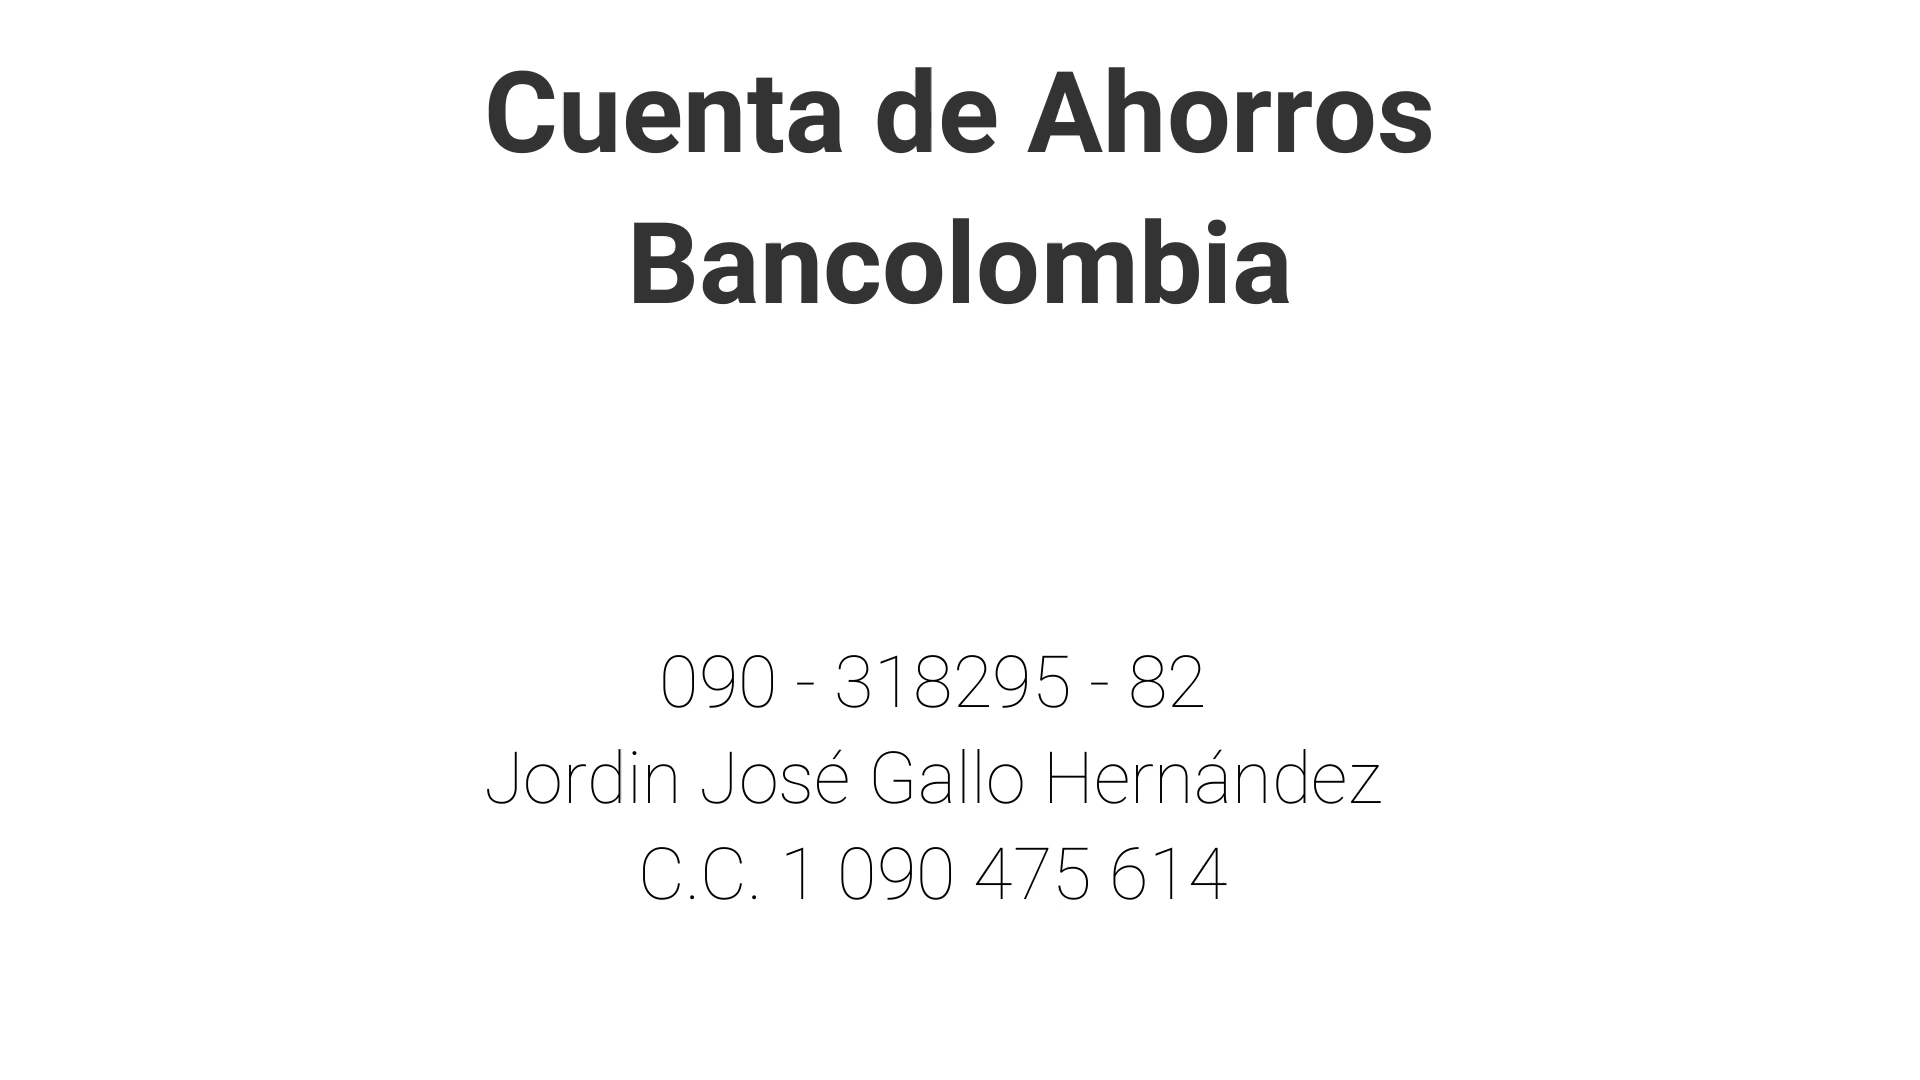 Cuenta de Ahorros
Bancolombia
090 - 318295 - 82
Jordin José Gallo Hernández
C.C. 1 090 475 614